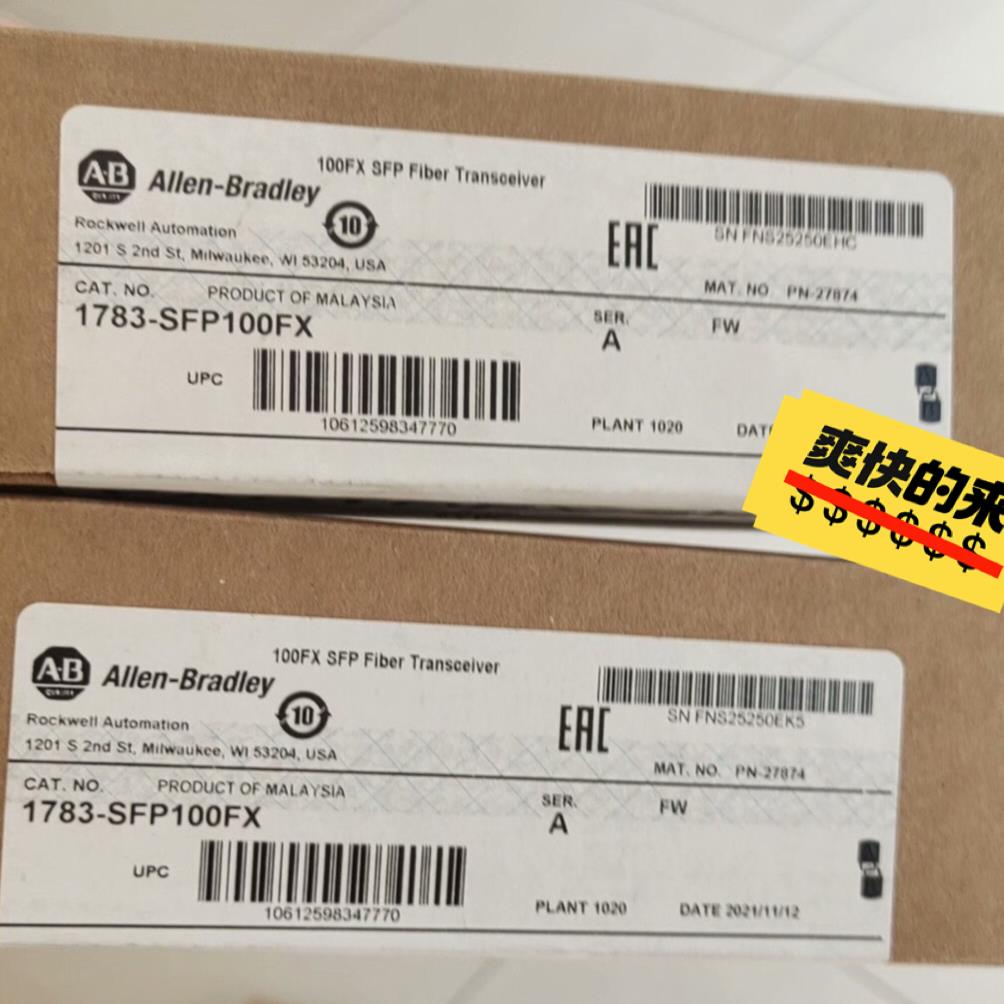 100FX SFP Fiber Transceiver
A-B
QUALITY
Allen-Bradley
10
Rockwell Automation
1201 S 2nd St, Milwaukee, WI 53204, USA
EAC
SN FNS25250EHC
MAT. NO. PN-27874
CAT. NO. PRODUCT OF MALAYSIA
1783-SFP100FX
SER.
A
FW
UPC
10612598347770
PLANT 1020
DAT
爽快的来
$$$$$$
100FX SFP Fiber Transceiver
A-B
QUALITY
Allen-Bradley
10
Rockwell Automation
1201 S 2nd St, Milwaukee, WI 53204, USA
EAC
SN FNS25250EK5
MAT. NO. PN-27874
CAT. NO. PRODUCT OF MALAYSIA
1783-SFP100FX
SER.
A
FW
UPC
10612598347770
PLANT 1020
DATE 2021/11/12